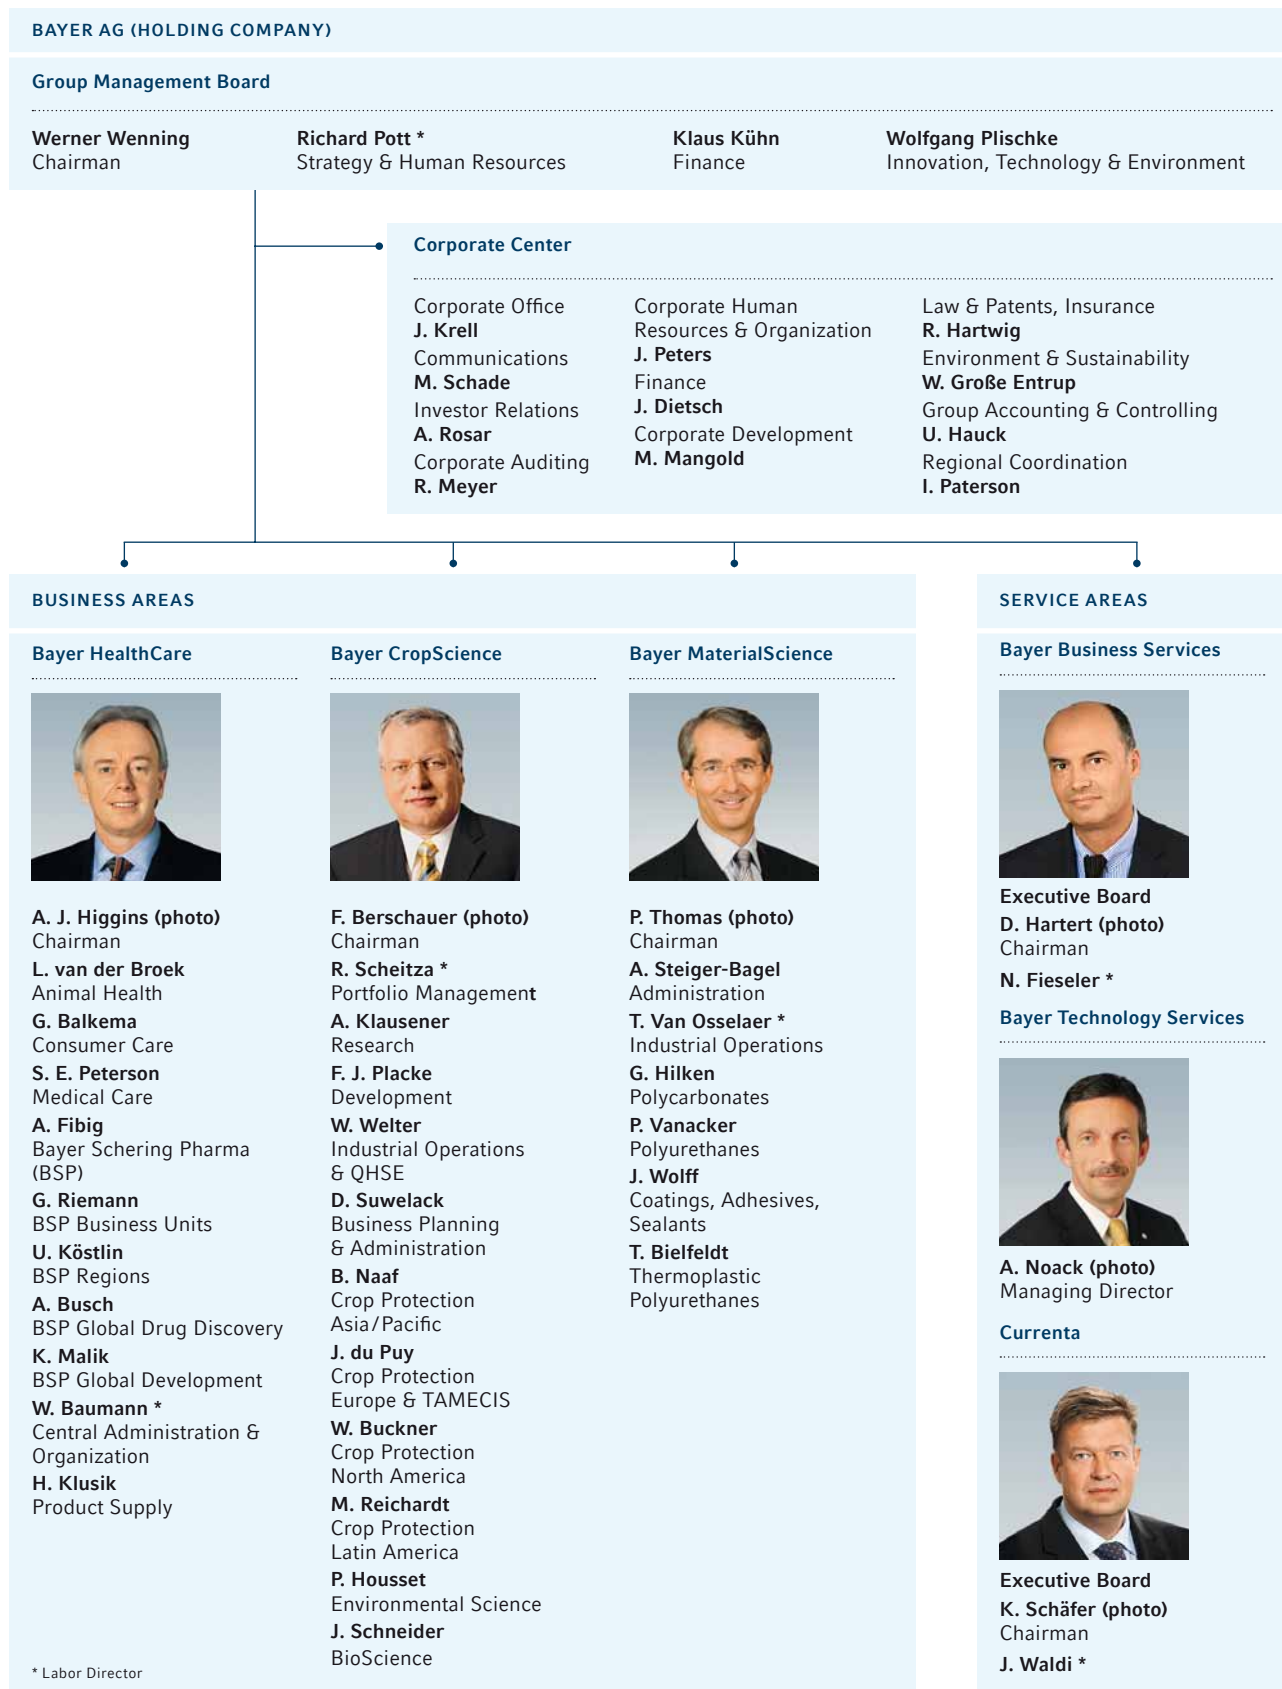 BAYER AG (HOLDING COMPANY)
Group Management Board
Werner Wenning
Chairman
Richard Pott *
Strategy & Human Resources
Klaus Kühn
Finance
Wolfgang Plischke
Innovation, Technology & Environment
Corporate Center
Corporate Office
J. Krell
Communications
M. Schade
Investor Relations
A. Rosar
Corporate Auditing
R. Meyer
Corporate Human
Resources & Organization
J. Peters
Finance
J. Dietsch
Corporate Development
M. Mangold
Law & Patents, Insurance
R. Hartwig
Environment & Sustainability
W. Große Entrup
Group Accounting & Controlling
U. Hauck
Regional Coordination
I. Paterson
BUSINESS AREAS
Bayer HealthCare
A. J. Higgins (photo)
Chairman
L. van der Broek
Animal Health
G. Balkema
Consumer Care
S. E. Peterson
Medical Care
A. Fibig
Bayer Schering Pharma
(BSP)
G. Riemann
BSP Business Units
U. Köstlin
BSP Regions
A. Busch
BSP Global Drug Discovery
K. Malik
BSP Global Development
W. Baumann *
Central Administration &
Organization
H. Klusik
Product Supply
* Labor Director
Bayer CropScience
F. Berschauer (photo)
Chairman
R. Scheitza *
Portfolio Management
A. Klausener
Research
F. J. Placke
Development
W. Welter
Industrial Operations
& QHSE
D. Suwelack
Business Planning
& Administration
B. Naaf
Crop Protection
Asia/Pacific
J. du Puy
Crop Protection
Europe & TAMECIS
W. Buckner
Crop Protection
North America
M. Reichardt
Crop Protection
Latin America
P. Housset
Environmental Science
J. Schneider
BioScience
Bayer MaterialScience
P. Thomas (photo)
Chairman
A. Steiger-Bagel
Administration
T. Van Osselaer *
Industrial Operations
G. Hilken
Polycarbonates
P. Vanacker
Polyurethanes
J. Wolff
Coatings, Adhesives,
Sealants
T. Bielfeldt
Thermoplastic
Polyurethanes
SERVICE AREAS
Bayer Business Services
Executive Board
D. Hartert (photo)
Chairman
N. Fieseler *
Bayer Technology Services
A. Noack (photo)
Managing Director
Currenta
Executive Board
K. Schäfer (photo)
Chairman
J. Waldi *